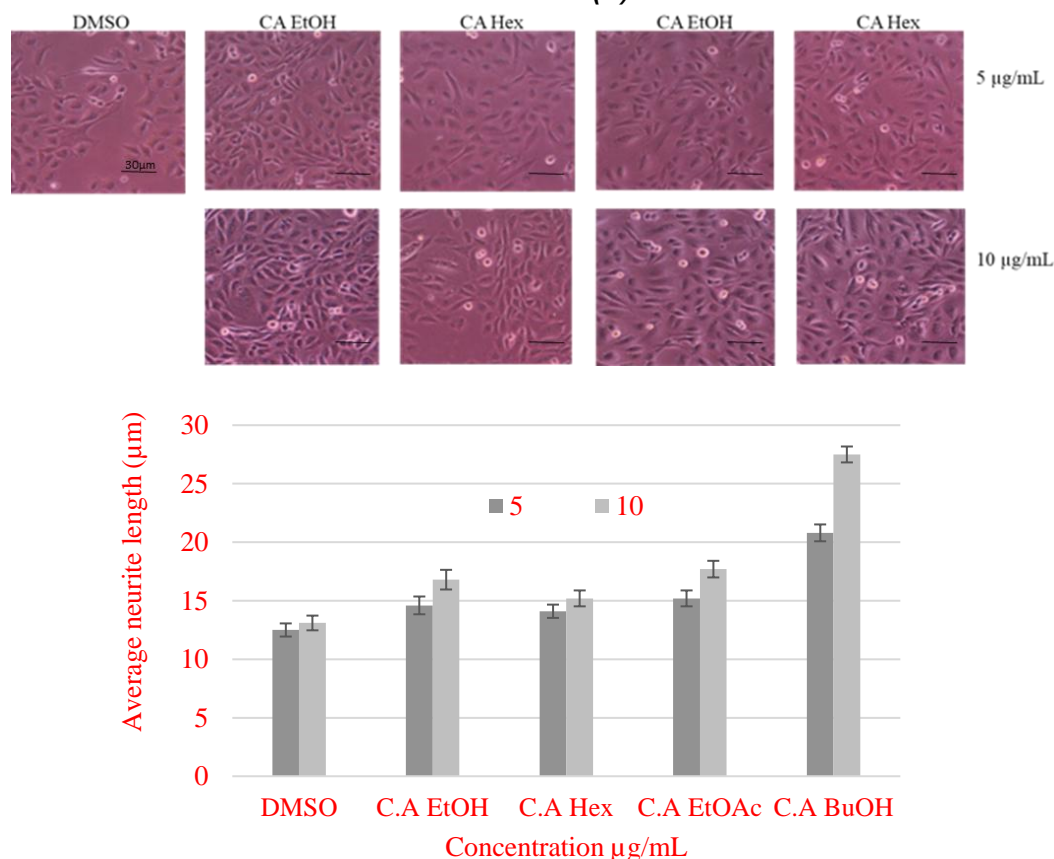 DMSO
CA EtOH
CA Hex
CA EtOH
CA Hex
5 µg/mL
30µm
10 µg/mL
Average neurite length (µm)
30
25
20
15
10
5
0
5
10
DMSO
C.A EtOH
C.A Hex
C.A EtOAc
C.A BuOH
Concentration µg/mL